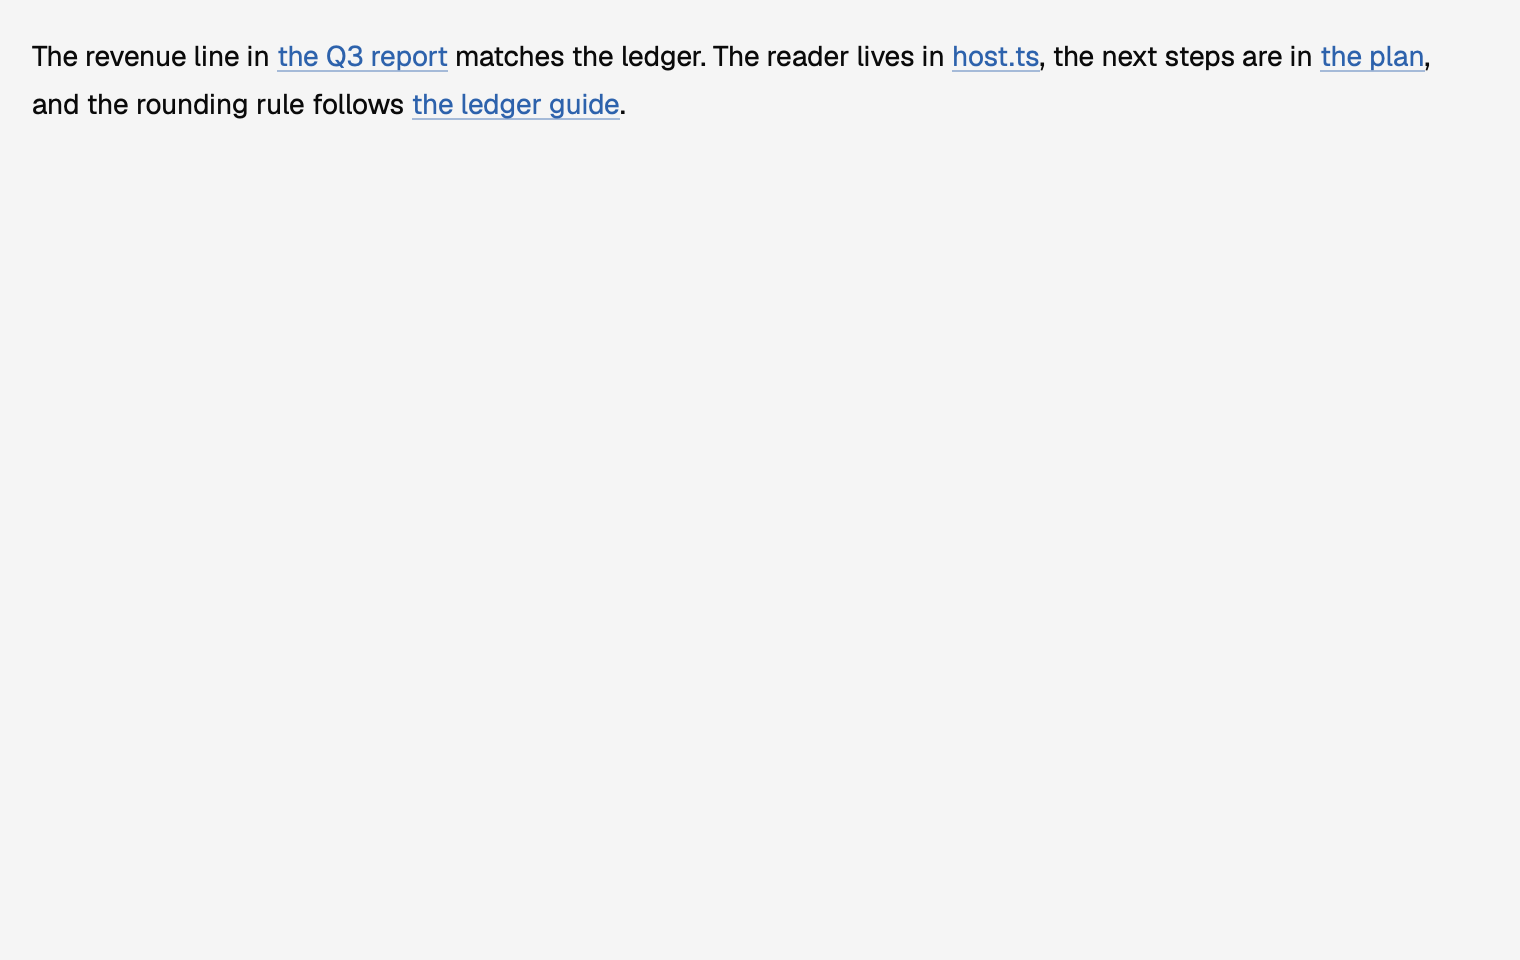 The revenue line in the Q3 report matches the ledger. The reader lives in host.ts, the next steps are in the plan,
and the rounding rule follows the ledger guide.